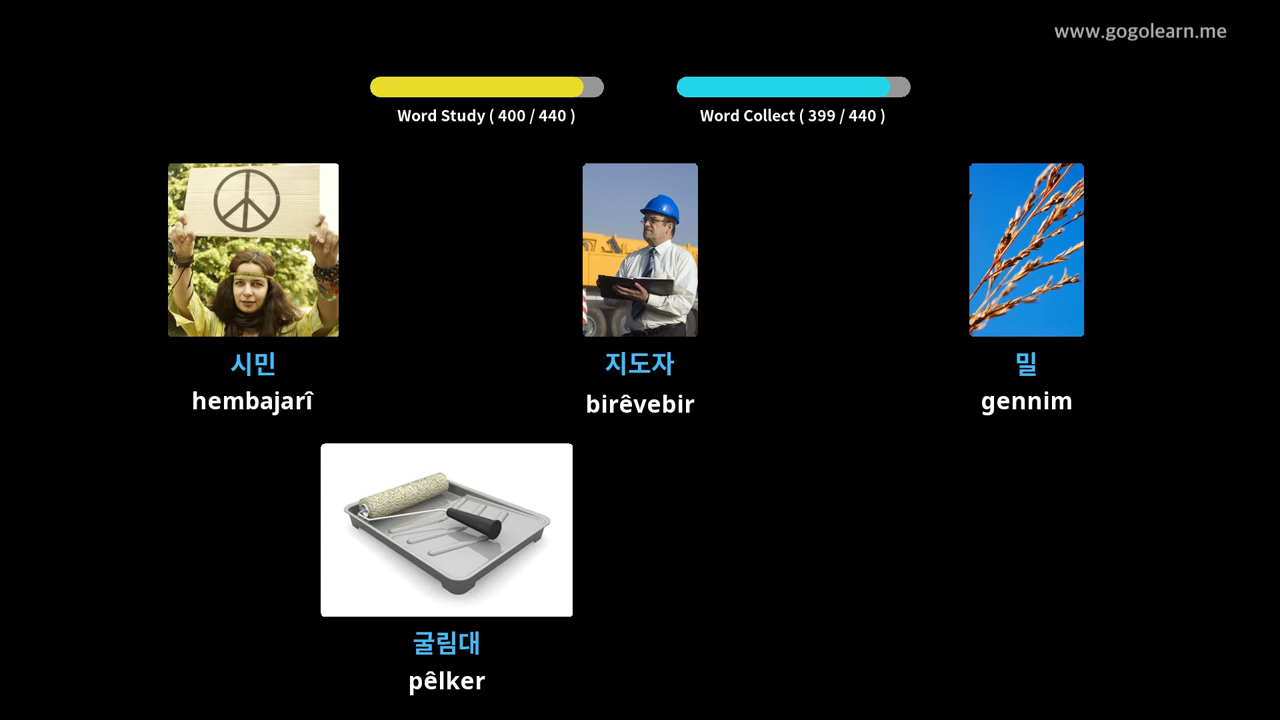 www.gogolearn.me
Word Study ( 400 / 440 )
Word Collect ( 399 / 440 )
시민
hembajarî
지도자
birêvebir
밀
gennim
굴림대
pêlker